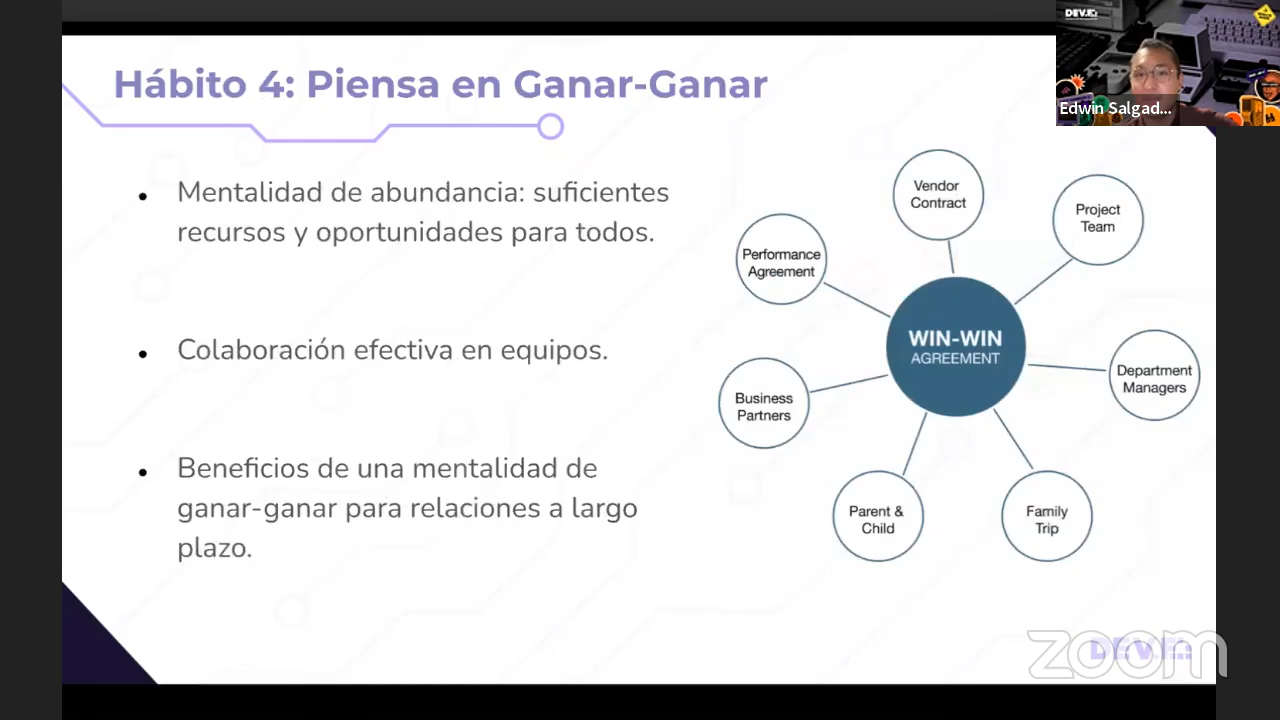 Hábito 4: Piensa en Ganar-Ganar
Mentalidad de abundancia: suficientes
recursos y oportunidades para todos.
Colaboración efectiva en equipos.
Beneficios de una mentalidad de
ganar-ganar para relaciones a largo
plazo.
Vendor
Contract
Project
Team
Performance
Agreement
WIN-WIN
AGREEMENT
Department
Managers
Business
Partners
Parent &
Child
Family
Trip
DEV.F
Edwin Salgad...
zoom
DEV.F